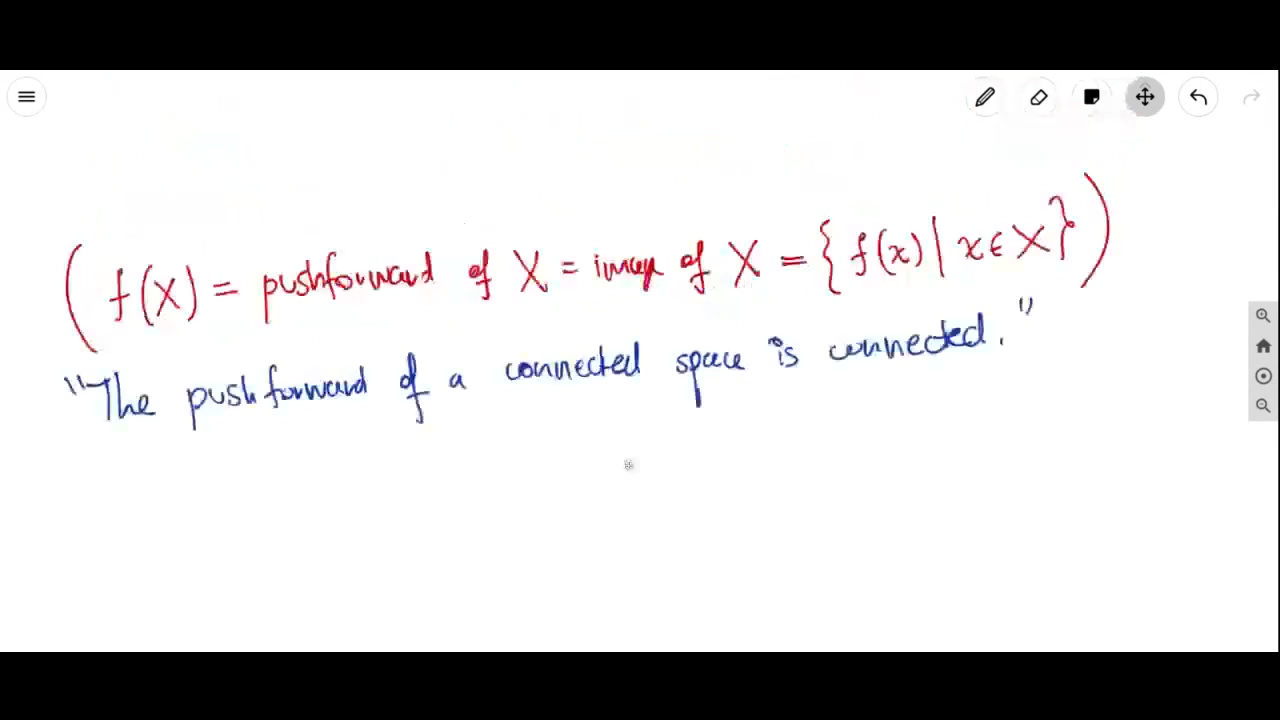 (f(X) = pushforward of X = image of X = {f(x) | x ∈ X})
"The pushforward of a connected space is connected."